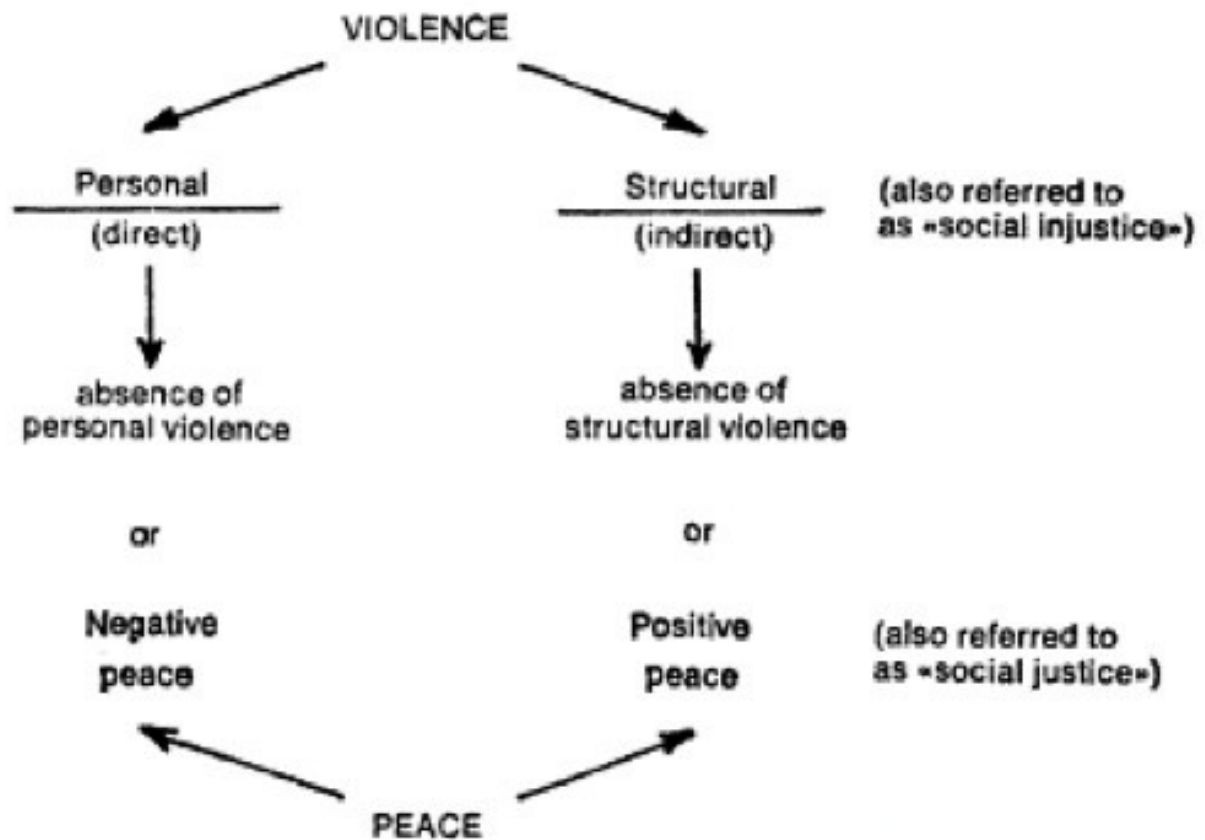 VIOLENCE
Personal
(direct)
Structural
(indirect)
(also referred to
as «social injustice»)
absence of
personal violence
absence of
structural violence
or
or
Negative
peace
Positive
peace
(also referred to
as «social justice»)
PEACE